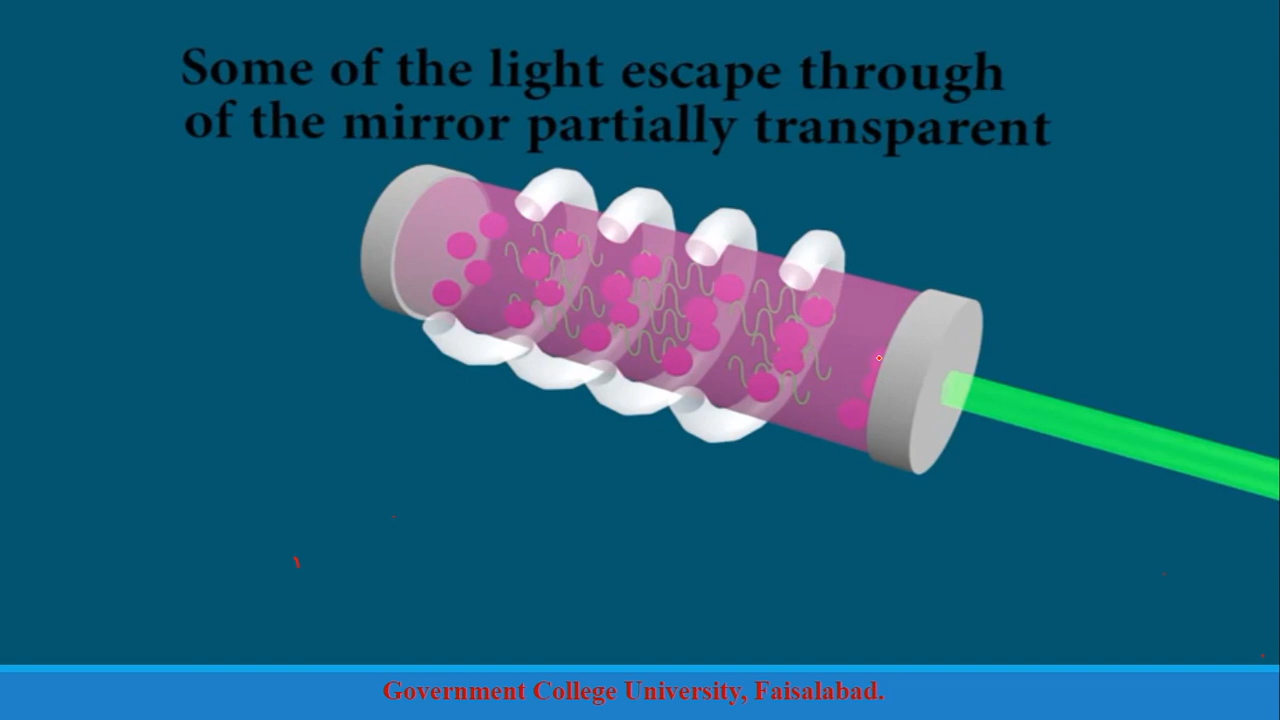 Some of the light escape through
of the mirror partially transparent
Government College University, Faisalabad.